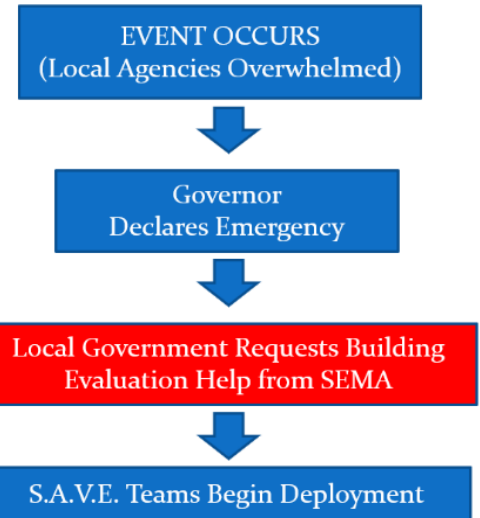 EVENT OCCURS
(Local Agencies Overwhelmed)
Governor
Declares Emergency
Local Government Requests Building
Evaluation Help from SEMA
S.A.V.E. Teams Begin Deployment